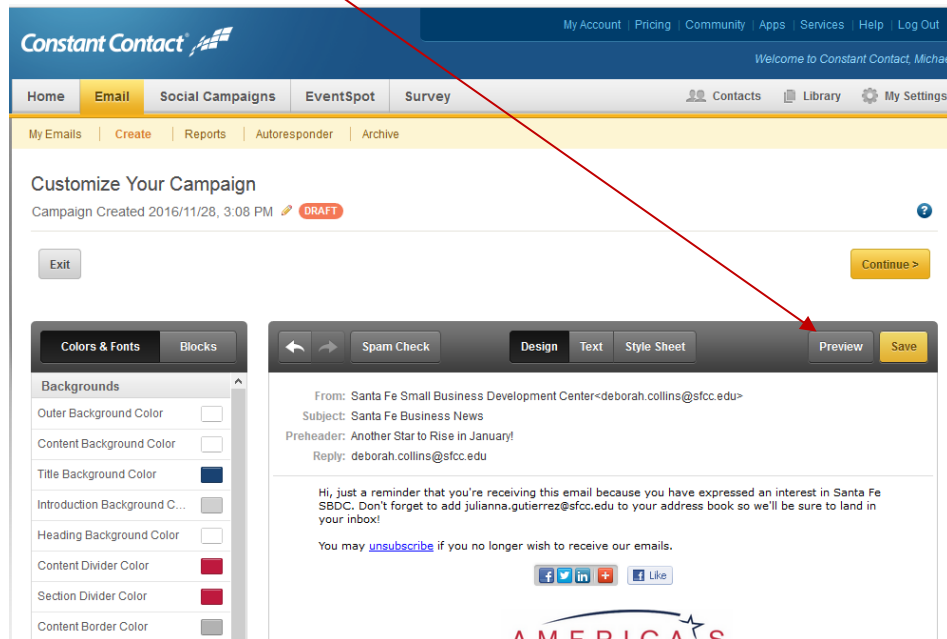 My Account | Pricing | Community | Apps | Services | Help | Log Out
Constant Contact
Welcome to Constant Contact, Michae
Home Email Social Campaigns EventSpot Survey Contacts Library My Settings
My Emails | Create | Reports | Autoresponder | Archive
Customize Your Campaign
Campaign Created 2016/11/28, 3:08 PM DRAFT ?
Exit Continue >
Colors & Fonts Blocks Spam Check Design Text Style Sheet Preview Save
Backgrounds
Outer Background Color
Content Background Color
Title Background Color
Introduction Background C...
Heading Background Color
Content Divider Color
Section Divider Color
Content Border Color
From: Santa Fe Small Business Development Center<deborah.collins@sfcc.edu>
Subject: Santa Fe Business News
Preheader: Another Star to Rise in January!
Reply: deborah.collins@sfcc.edu
Hi, just a reminder that you're receiving this email because you have expressed an interest in Santa Fe
SBDC. Don't forget to add julianna.gutierrez@sfcc.edu to your address book so we'll be sure to land in
your inbox!
You may unsubscribe if you no longer wish to receive our emails.
f in + f Like
AMERICA'S